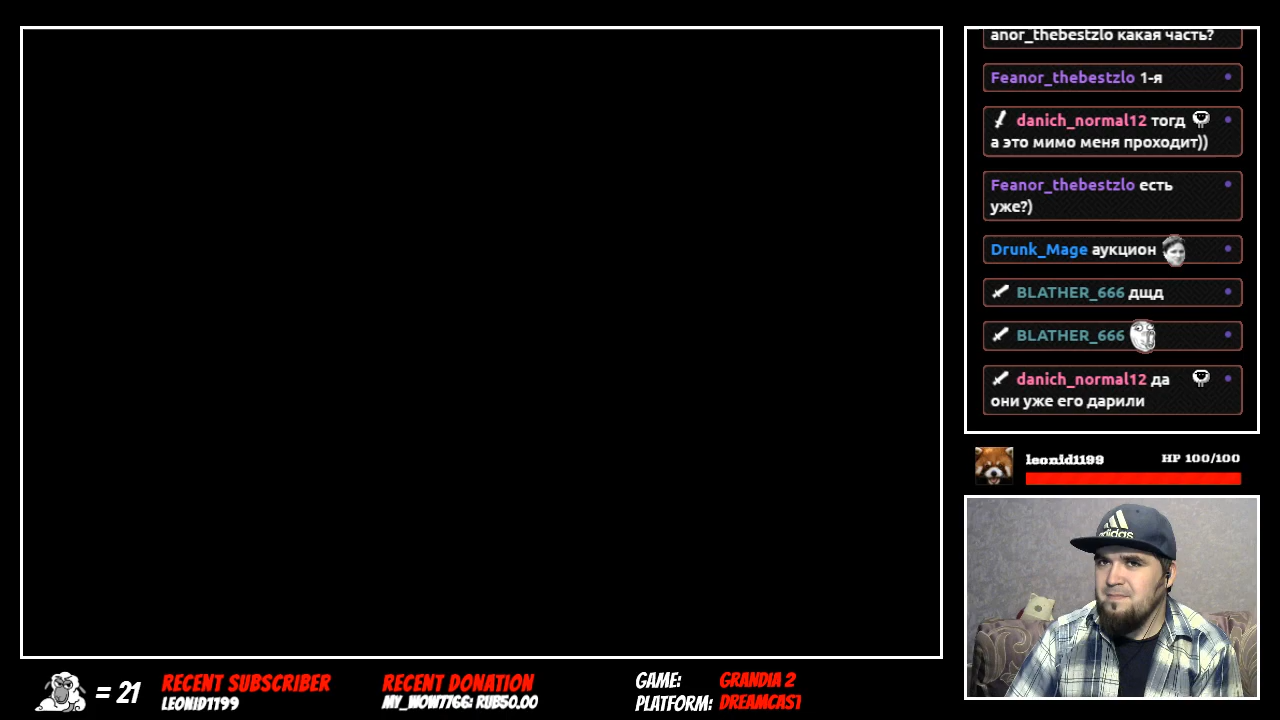 anor_thebestzlo какая часть?
Feanor_thebestzlo 1-я
danich_normal12 тогд
а это мимо меня проходит))
Feanor_thebestzlo есть
уже?)
Drunk_Mage аукцион
BLATHER_666 дщд
BLATHER_666
danich_normal12 да
они уже его дарили
leonid1199 HP 100/100
adidas
= 21
RECENT SUBSCRIBER
LEONID1199
RECENT DONATION
MY_WOW7766: RUB50.00
GAME: GRANDIA 2
PLATFORM: DREAMCAST